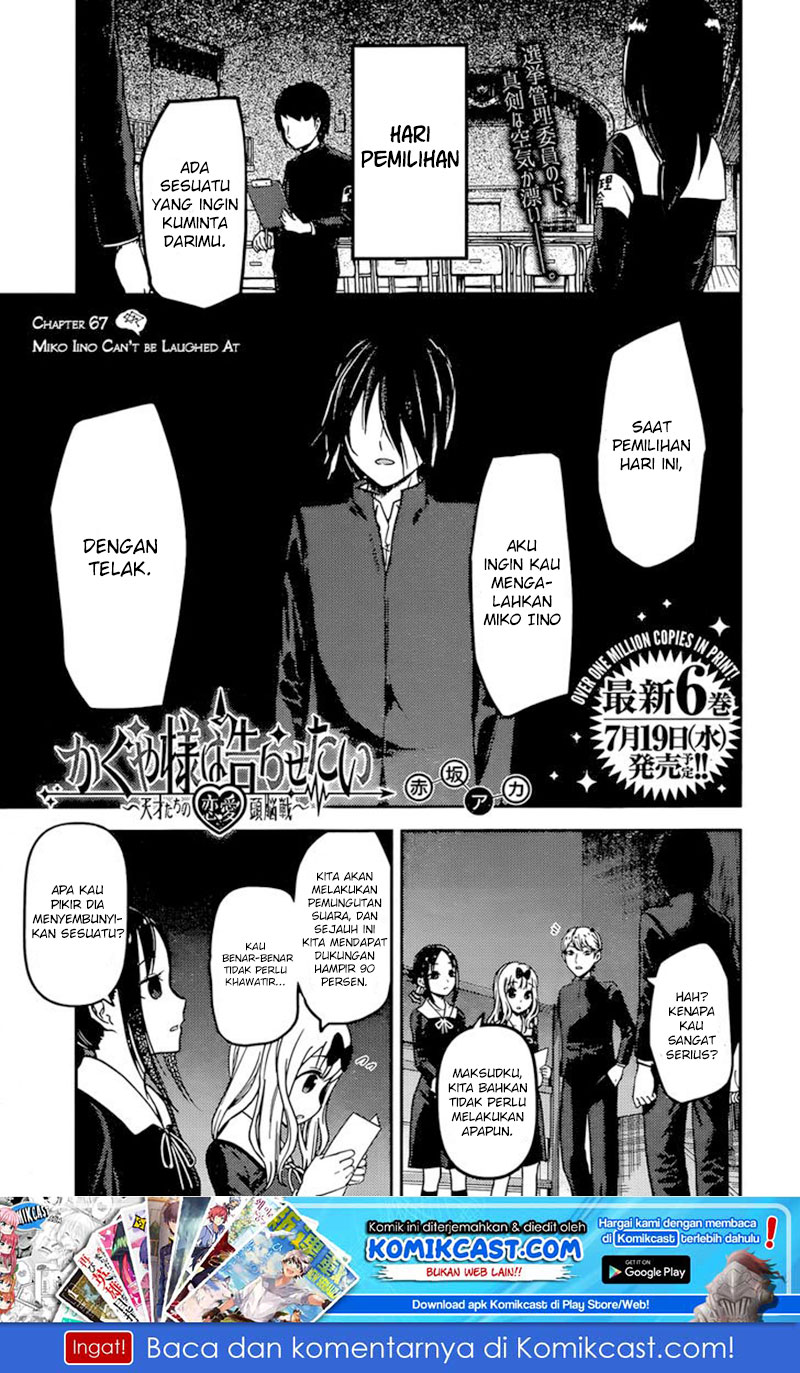 HARI
PEMILIHAN
選挙管理委員の下、
真剣な空気が漂い…
理
ADA
SESUATU
YANG INGIN
KUMINTA
DARIMU.
CHAPTER 67
MIKO IINO CAN'T BE LAUGHED AT
SAAT
PEMILIHAN
HARI INI,
AKU
INGIN KAU
MENGA-
LAHKAN
MIKO IINO
DENGAN
TELAK.
OVER ONE MILLION COPIES IN PRINT!
最新6巻
7月19日(水)
発売予定!!
かぐや様は告らせたい
〜天才たちの恋愛頭脳戦〜
赤坂アカ
HAH?
KENAPA
KAU
SANGAT
SERIUS?
MAKSUDKU,
KITA BAHKAN
TIDAK PERLU
MELAKUKAN
APAPUN.
KITA AKAN
MELAKUKAN
PEMUNGUTAN
SUARA, DAN
SEJAUH INI
KITA MENDAPAT
DUKUNGAN
HAMPIR 90
PERSEN.
KAU
BENAR-BENAR
TIDAK PERLU
KHAWATIR...
APA KAU
PIKIR DIA
MENYEMBUNYI-
KAN SESUATU?
Komik ini diterjemahkan & diedit oleh
KOMIKCAST.COM
BUKAN WEB LAIN!!
Hargai kami dengan membaca
di Komikcast terlebih dahulu !
GET IT ON
Google Play
Download apk Komikcast di Play Store/Web!
Ingat! Baca dan komentarnya di Komikcast.com!